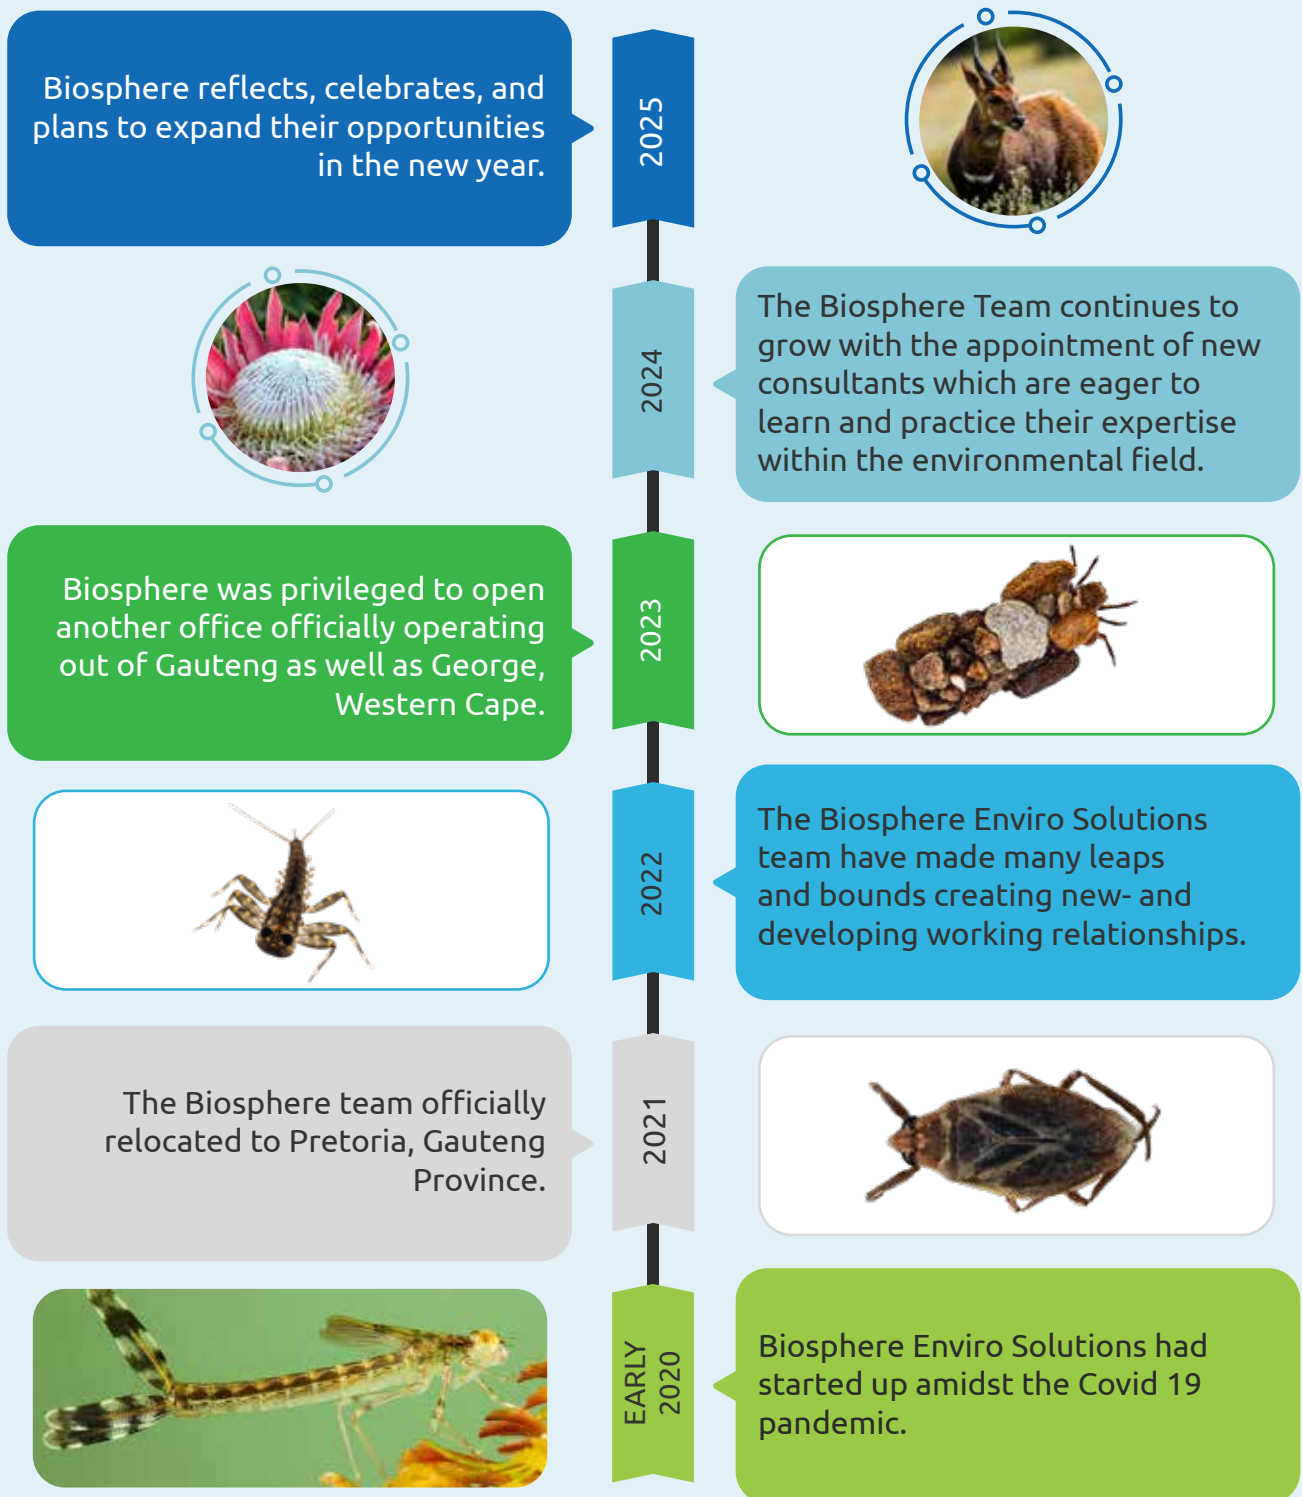 Biosphere reflects, celebrates, and
plans to expand their opportunities
in the new year.
2025
2024
The Biosphere Team continues to
grow with the appointment of new
consultants which are eager to
learn and practice their expertise
within the environmental field.
Biosphere was privileged to open
another office officially operating
out of Gauteng as well as George,
Western Cape.
2023
2022
The Biosphere Enviro Solutions
team have made many leaps
and bounds creating new- and
developing working relationships.
The Biosphere team officially
relocated to Pretoria, Gauteng
Province.
2021
EARLY
2020
Biosphere Enviro Solutions had
started up amidst the Covid 19
pandemic.